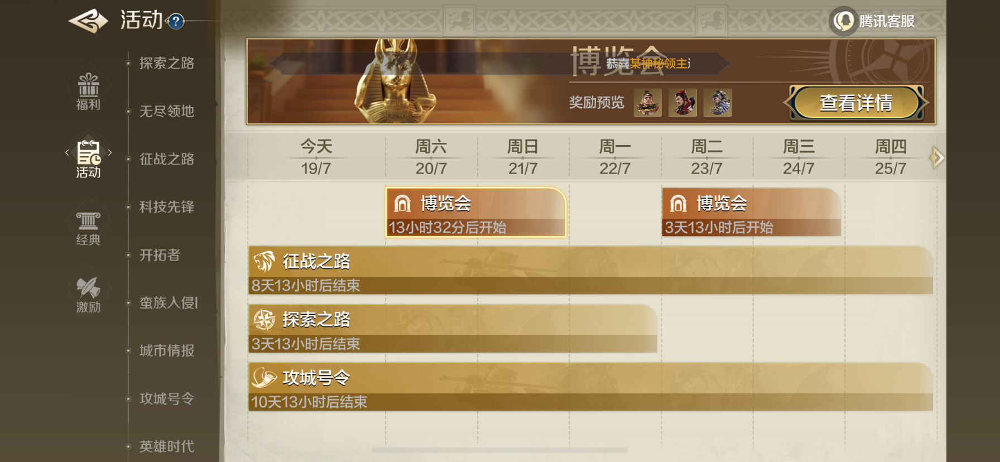 活动
?
腾讯客服
福利
活动
经典
激励
探索之路
无尽领地
征战之路
科技先锋
开拓者
蛮族入侵I
城市情报
攻城号令
英雄时代
博览会
恭喜某神秘领主
奖励预览
查看详情
今天 周六 周日 周一 周二 周三 周四
19/7 20/7 21/7 22/7 23/7 24/7 25/7
博览会
13小时32分后开始
博览会
3天13小时后开始
征战之路
8天13小时后结束
探索之路
3天13小时后结束
攻城号令
10天13小时后结束